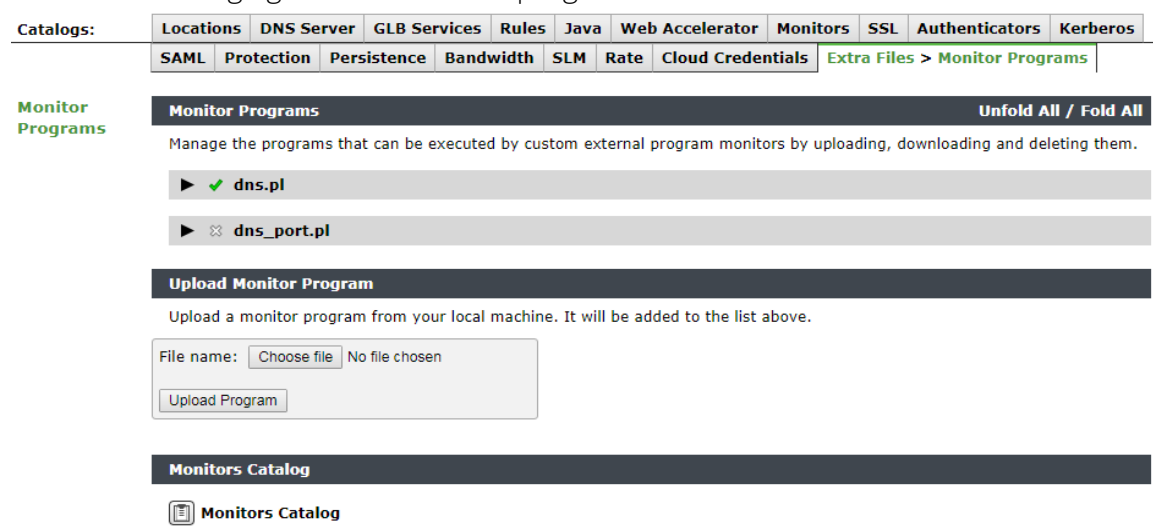 Catalogs: Locations DNS Server GLB Services Rules Java Web Accelerator Monitors SSL Authenticators Kerberos
SAML Protection Persistence Bandwidth SLM Rate Cloud Credentials Extra Files > Monitor Programs
Monitor Programs
Monitor Programs Unfold All / Fold All
Manage the programs that can be executed by custom external program monitors by uploading, downloading and deleting them.
dns.pl
dns_port.pl
Upload Monitor Program
Upload a monitor program from your local machine. It will be added to the list above.
File name: Choose file No file chosen
Upload Program
Monitors Catalog
Monitors Catalog